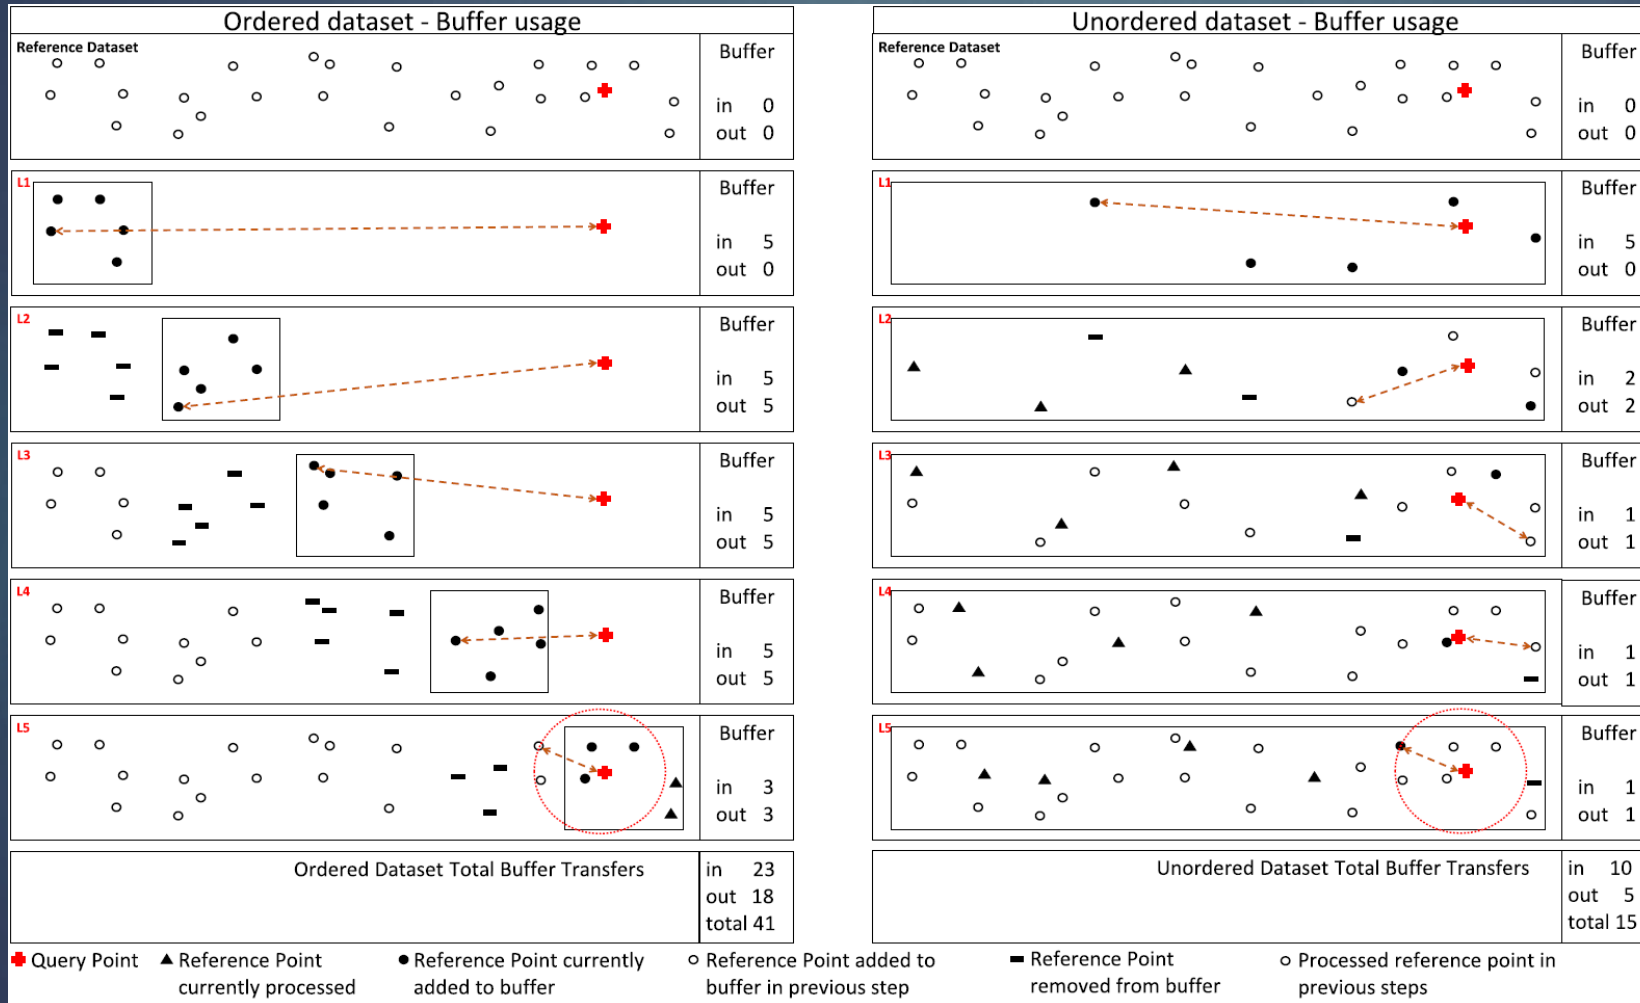 Ordered dataset - Buffer usage
Reference Dataset
Buffer
in 0
out 0
L1
Buffer
in 5
out 0
L2
Buffer
in 5
out 5
L3
Buffer
in 5
out 5
L4
Buffer
in 5
out 5
L5
Buffer
in 3
out 3
Ordered Dataset Total Buffer Transfers
in 23
out 18
total 41
Unordered dataset - Buffer usage
Reference Dataset
Buffer
in 0
out 0
L1
Buffer
in 5
out 0
L2
Buffer
in 2
out 2
L3
Buffer
in 1
out 1
L4
Buffer
in 1
out 1
L5
Buffer
in 1
out 1
Unordered Dataset Total Buffer Transfers
in 10
out 5
total 15
Query Point
Reference Point
currently processed
Reference Point currently
added to buffer
Reference Point added to
buffer in previous step
Reference Point
removed from buffer
Processed reference point in
previous steps